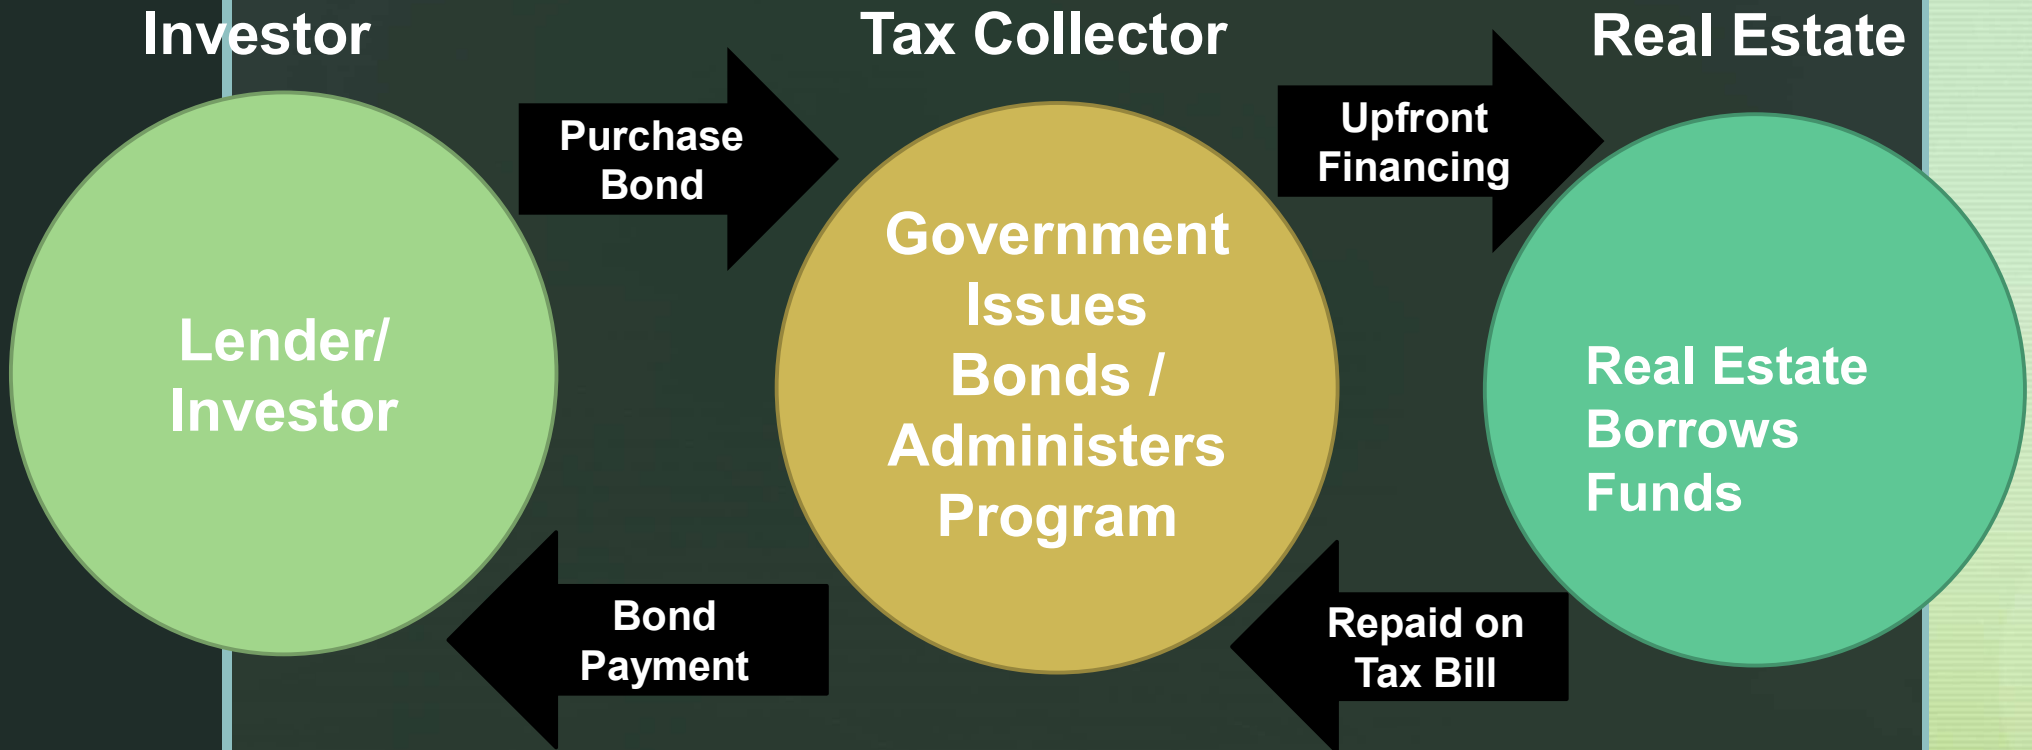 Investor
Tax Collector
Real Estate
Purchase
Bond
Upfront
Financing
Lender/
Investor
Government
Issues
Bonds /
Administers
Program
Real Estate
Borrows
Funds
Bond
Payment
Repaid on
Tax Bill